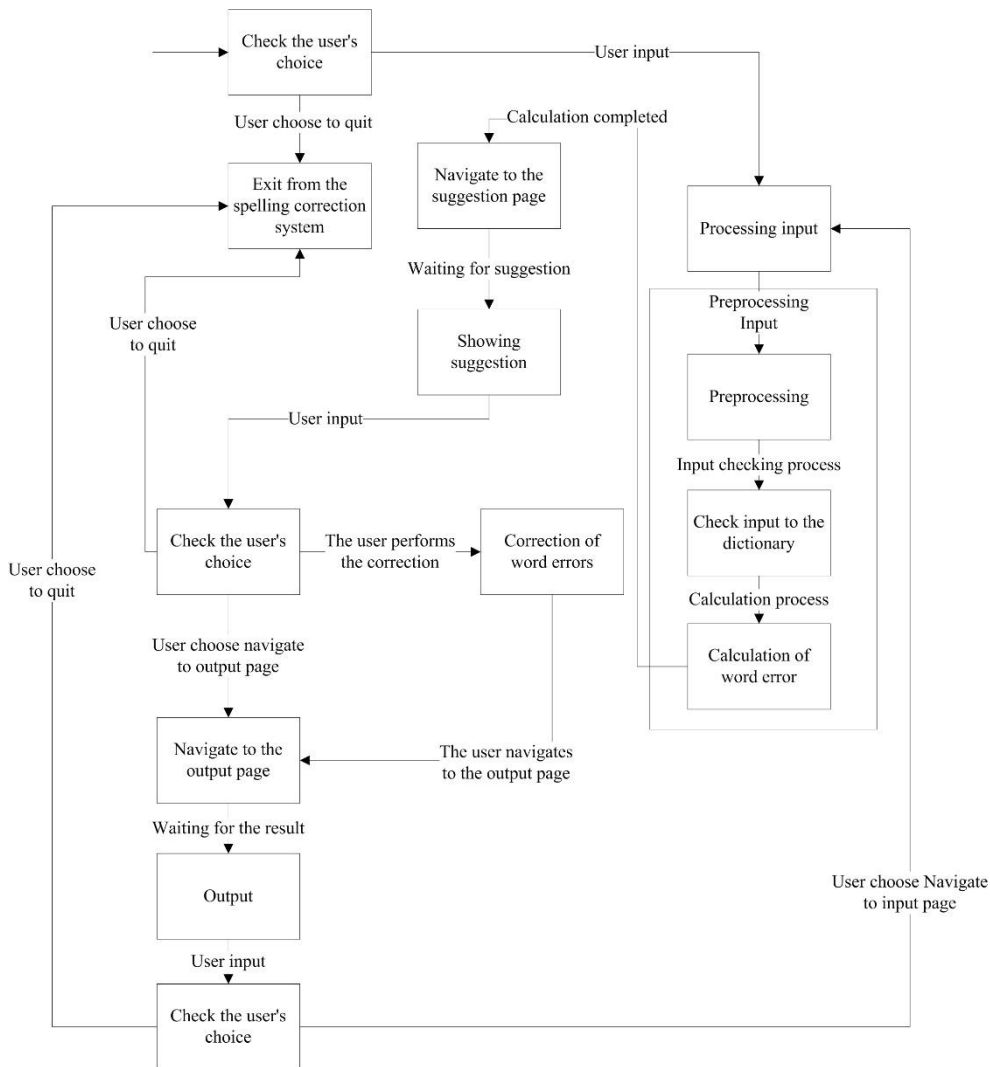 Check the user's
choice
User input
User choose to quit
Calculation completed
Exit from the
spelling correction
system
Navigate to the
suggestion page
Processing input
Waiting for suggestion
Preprocessing
Input
User choose
to quit
Showing
suggestion
Preprocessing
User input
Input checking process
Check the user's
choice
The user performs
the correction
Correction of
word errors
Check input to the
dictionary
User choose
to quit
Calculation process
User choose navigate
to output page
Calculation of
word error
Navigate to the
output page
The user navigates
to the output page
Waiting for the result
Output
User choose Navigate
to input page
User input
Check the user's
choice